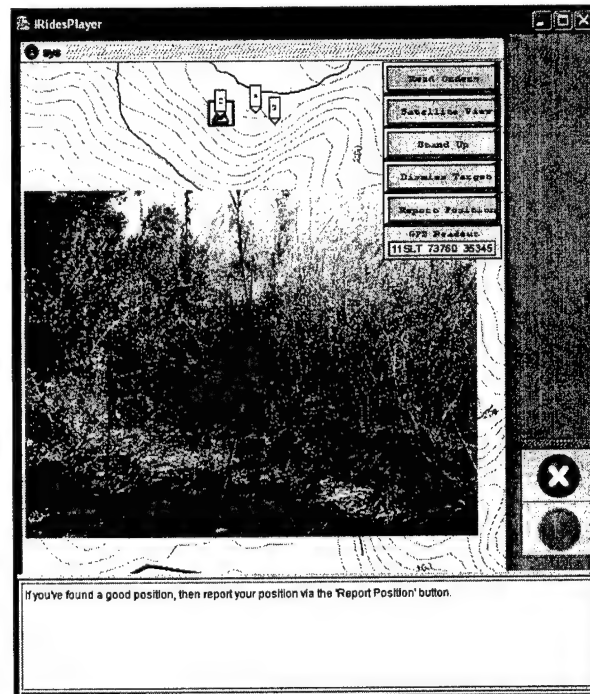 iRidesPlayer
sys
Read Orders
Satellite View
Stand Up
Dismiss Target
Report Position
GPS Readout
11SLT 73760 35345
If you've found a good position, then report your position via the 'Report Position' button.